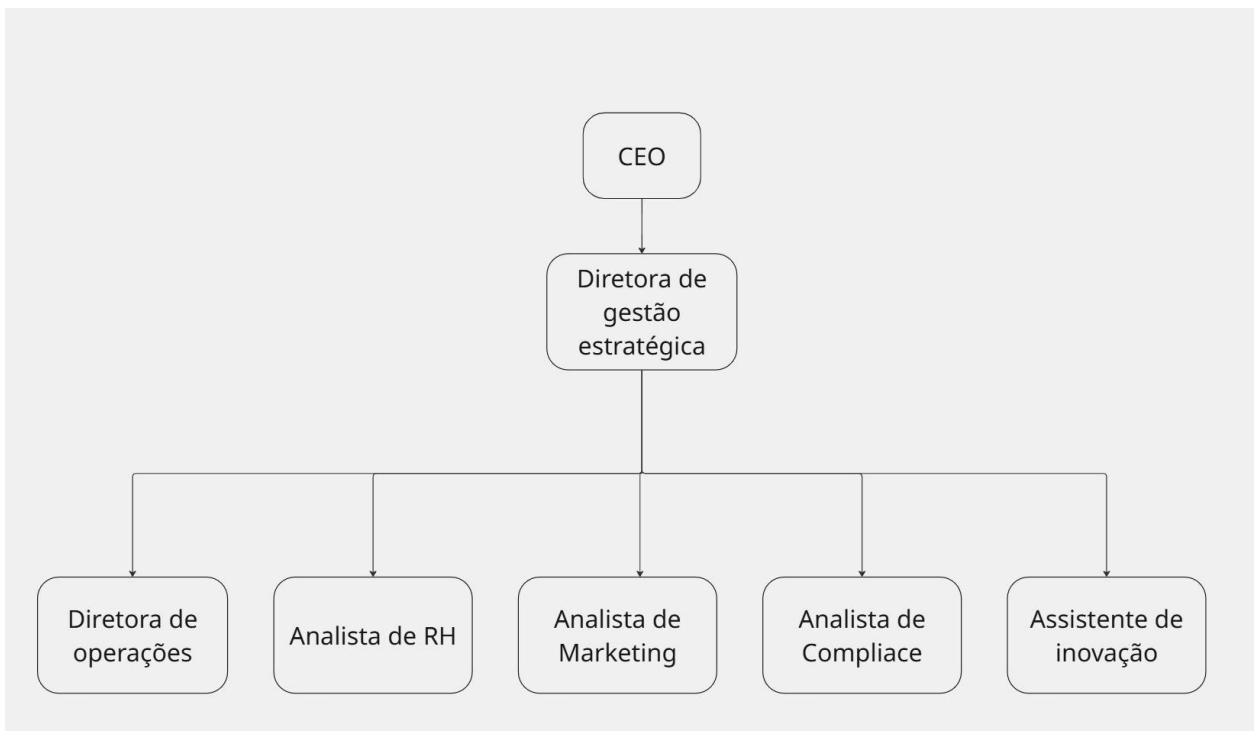 CEO
Diretora de
gestão
estratégica
Diretora de
operações
Analista de RH
Analista de
Marketing
Analista de
Compliace
Assistente de
inovação